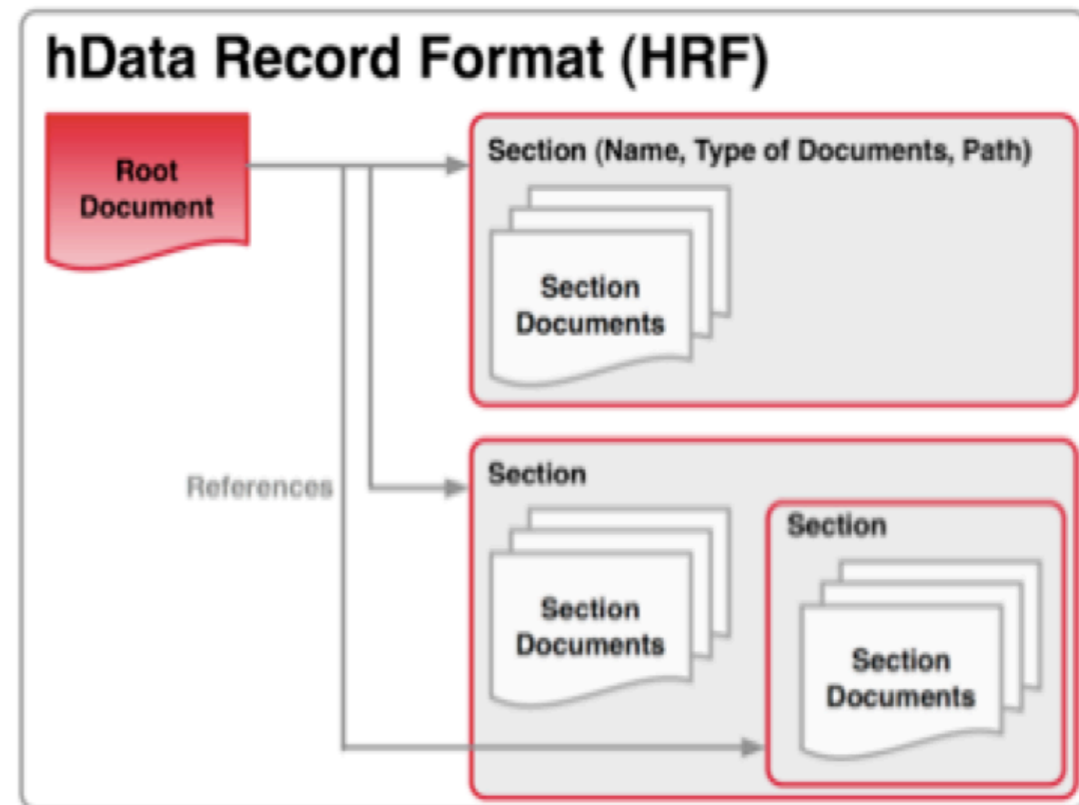 hData Record Format (HRF)
Root
Document
Section (Name, Type of Documents, Path)
Section
Documents
References
Section
Section
Documents
Section
Section
Documents